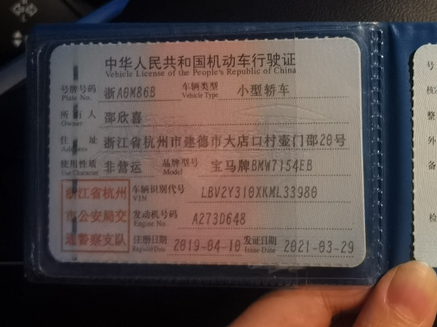 中华人民共和国机动车行驶证
Vehicle License of the People's Republic of China
号牌号码 浙A0M86B 车辆类型 小型轿车
Plate No. Vehicle Type
所有人 邵欣喜
Owner
住址 浙江省杭州市建德市大店口村壶门邵20号
Address
使用性质 非营运 品牌型号 宝马牌BMW7154EB
Use Character Model
浙江省杭州 车辆识别代号 LBV2Y310XKML33980
VIN
市公安局交 发动机号码 A273D648
Engine No.
通警察支队 注册日期 2019-04-10 发证日期 2021-03-29
Register Date Issue Date